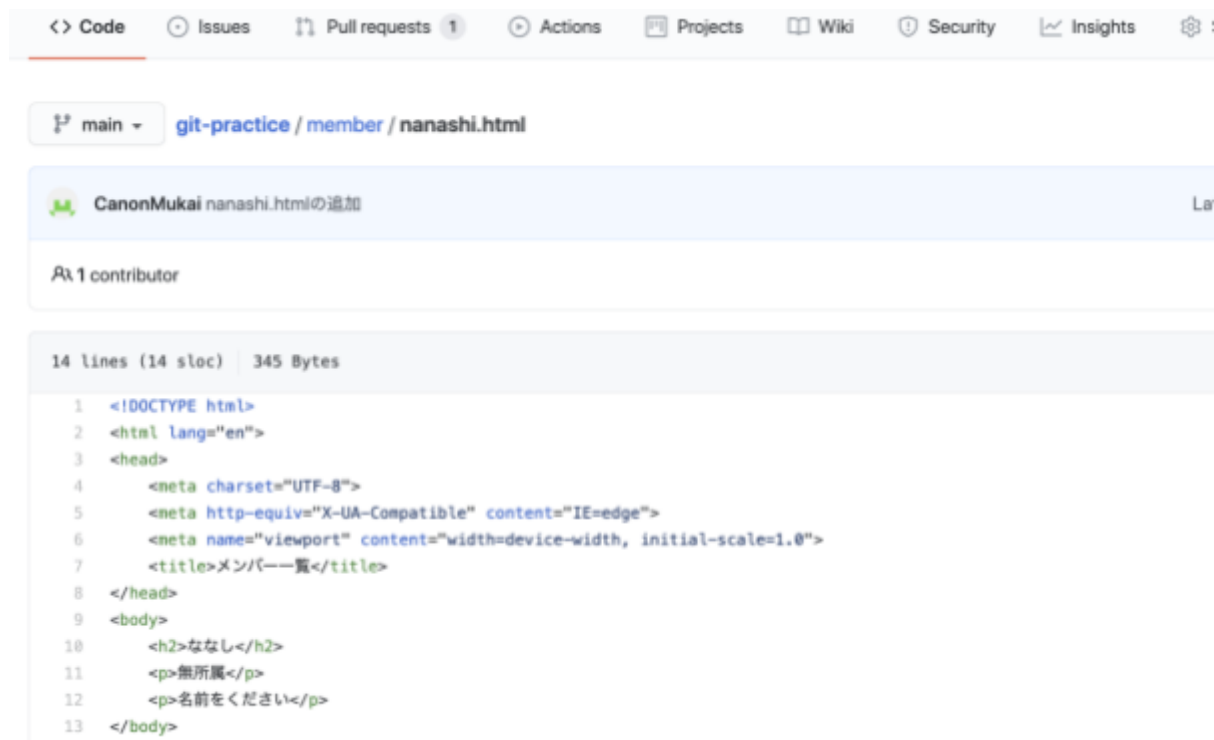 <> Code Issues Pull requests 1 Actions Projects Wiki Security Insights
main git-practice / member / nanashi.html
CanonMukai nanashi.htmlの追加
1 contributor
14 lines (14 sloc) 345 Bytes
1 <!DOCTYPE html>
2 <html lang="en">
3 <head>
4 <meta charset="UTF-8">
5 <meta http-equiv="X-UA-Compatible" content="IE=edge">
6 <meta name="viewport" content="width=device-width, initial-scale=1.0">
7 <title>メンバー一覧</title>
8 </head>
9 <body>
10 <h2>ななし</h2>
11 <p>無所属</p>
12 <p>名前をください</p>
13 </body>